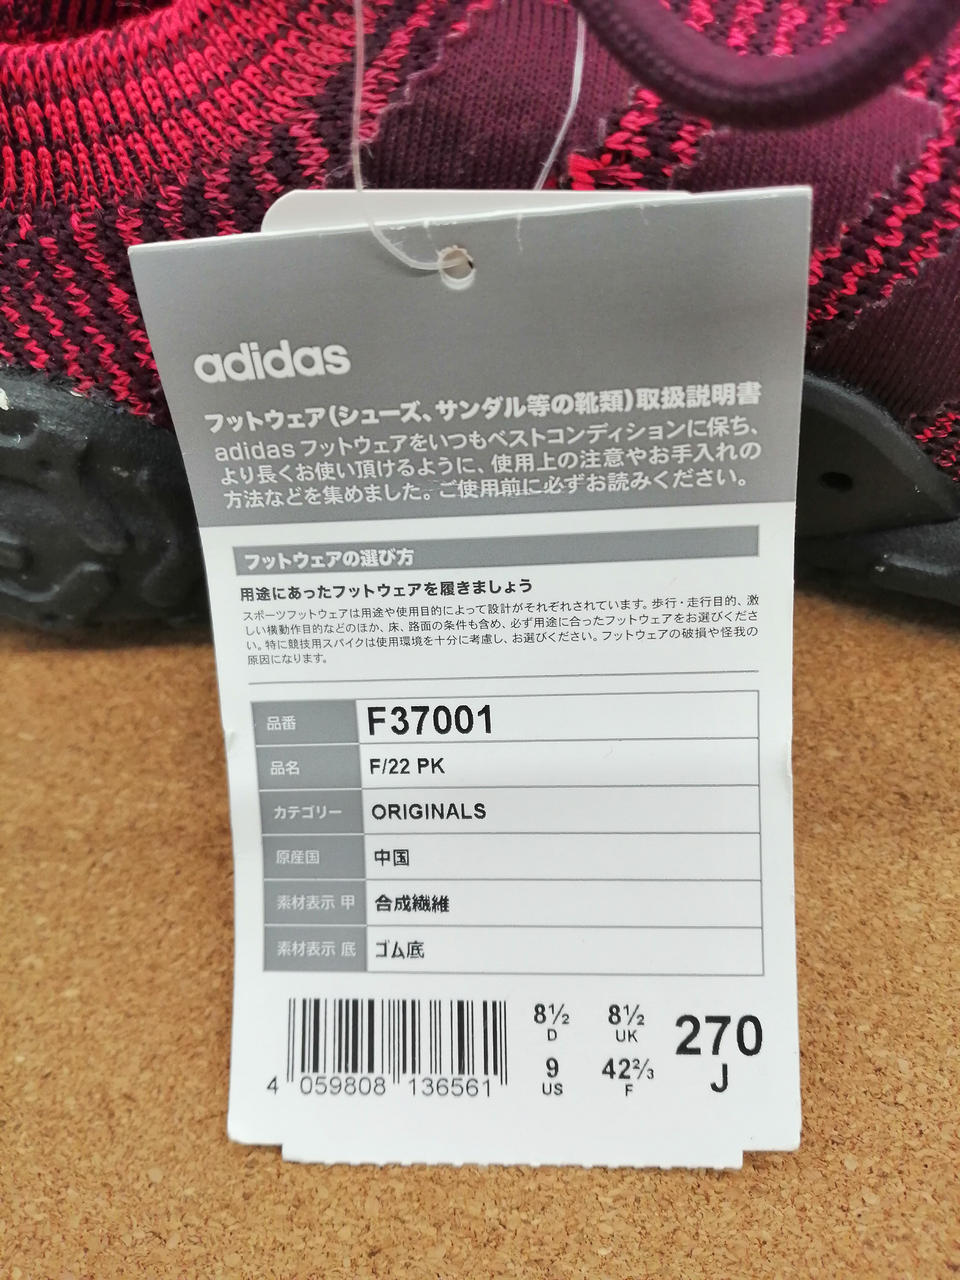 adidas
フットウェア(シューズ、サンダル等の靴類)取扱説明書
adidas フットウェアをいつもベストコンディションに保ち、
より長くお使い頂けるように、使用上の注意やお手入れの
方法などを集めました。ご使用前に必ずお読みください。
フットウェアの選び方
用途にあったフットウェアを履きましょう
スポーツフットウェアは用途や使用目的によって設計がそれぞれされています。歩行・走行目的、激
しい横動作目的などのほか、床、路面の条件も含め、必ず用途に合ったフットウェアをお選びくださ
い。特に競技用スパイクは使用環境を十分に考慮し、お選びください。フットウェアの破損や怪我の
原因になります。
品番 F37001
品名 F/22 PK
カテゴリー ORIGINALS
原産国 中国
素材表示 甲 合成繊維
素材表示 底 ゴム底
8½ 8½ 270
D UK
9 42⅔ J
US F
4 059808 136561